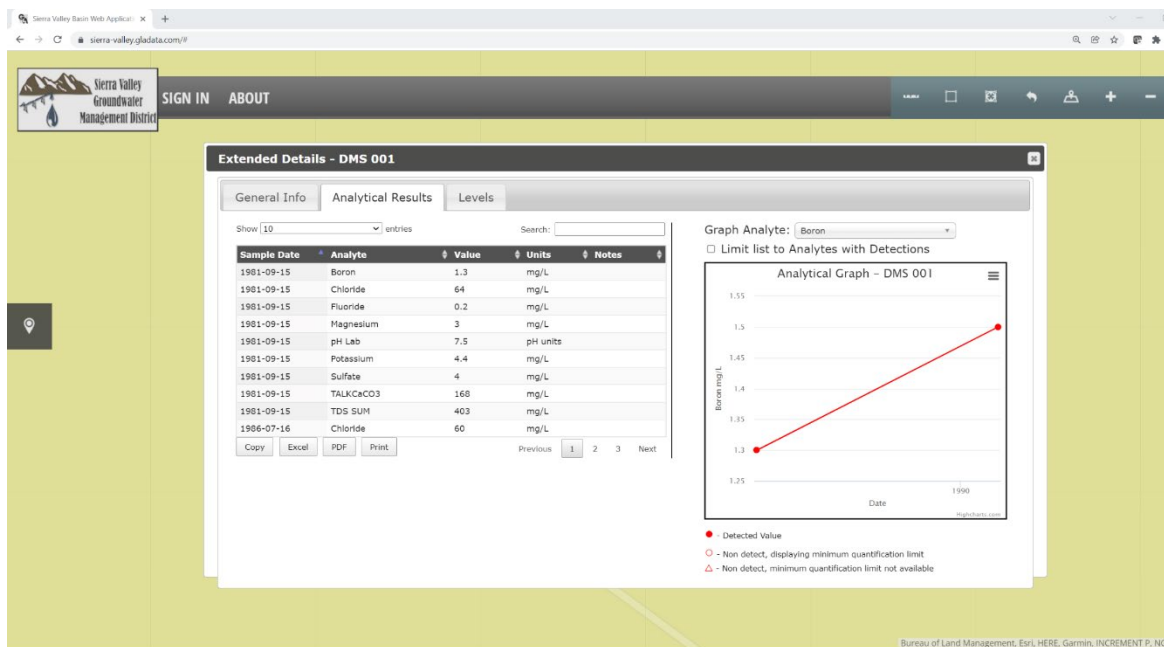 Sierra Valley Basin Web Applicati
sierra-valley.gladata.com/#
Sierra Valley
Groundwater
Management District
SIGN IN ABOUT
Extended Details - DMS 001
General Info Analytical Results Levels
Show 10 entries Search:
Sample Date Analyte Value Units Notes
1981-09-15 Boron 1.3 mg/L
1981-09-15 Chloride 64 mg/L
1981-09-15 Fluoride 0.2 mg/L
1981-09-15 Magnesium 3 mg/L
1981-09-15 pH Lab 7.5 pH units
1981-09-15 Potassium 4.4 mg/L
1981-09-15 Sulfate 4 mg/L
1981-09-15 TALKCaCO3 168 mg/L
1981-09-15 TDS SUM 403 mg/L
1986-07-16 Chloride 60 mg/L
Copy Excel PDF Print Previous 1 2 3 Next
Graph Analyte: Boron
Limit list to Analytes with Detections
Analytical Graph - DMS 001
Boron mg/L
1.55
1.5
1.45
1.4
1.35
1.3
1.25
1990
Date
Highcharts.com
- Detected Value
- Non detect, displaying minimum quantification limit
- Non detect, minimum quantification limit not available
Bureau of Land Management, Esri, HERE, Garmin, INCREMENT P, NG